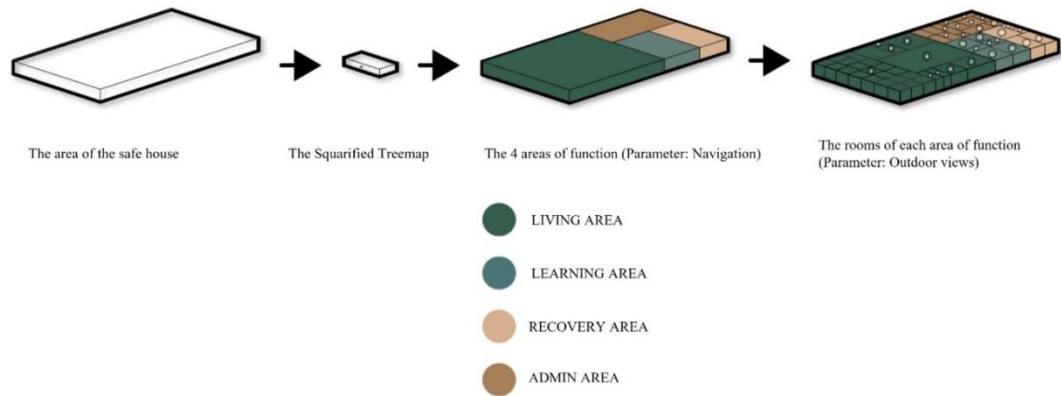 The area of the safe house
The Squarified Treemap
The 4 areas of function (Parameter: Navigation)
The rooms of each area of function
(Parameter: Outdoor views)
LIVING AREA
LEARNING AREA
RECOVERY AREA
ADMIN AREA